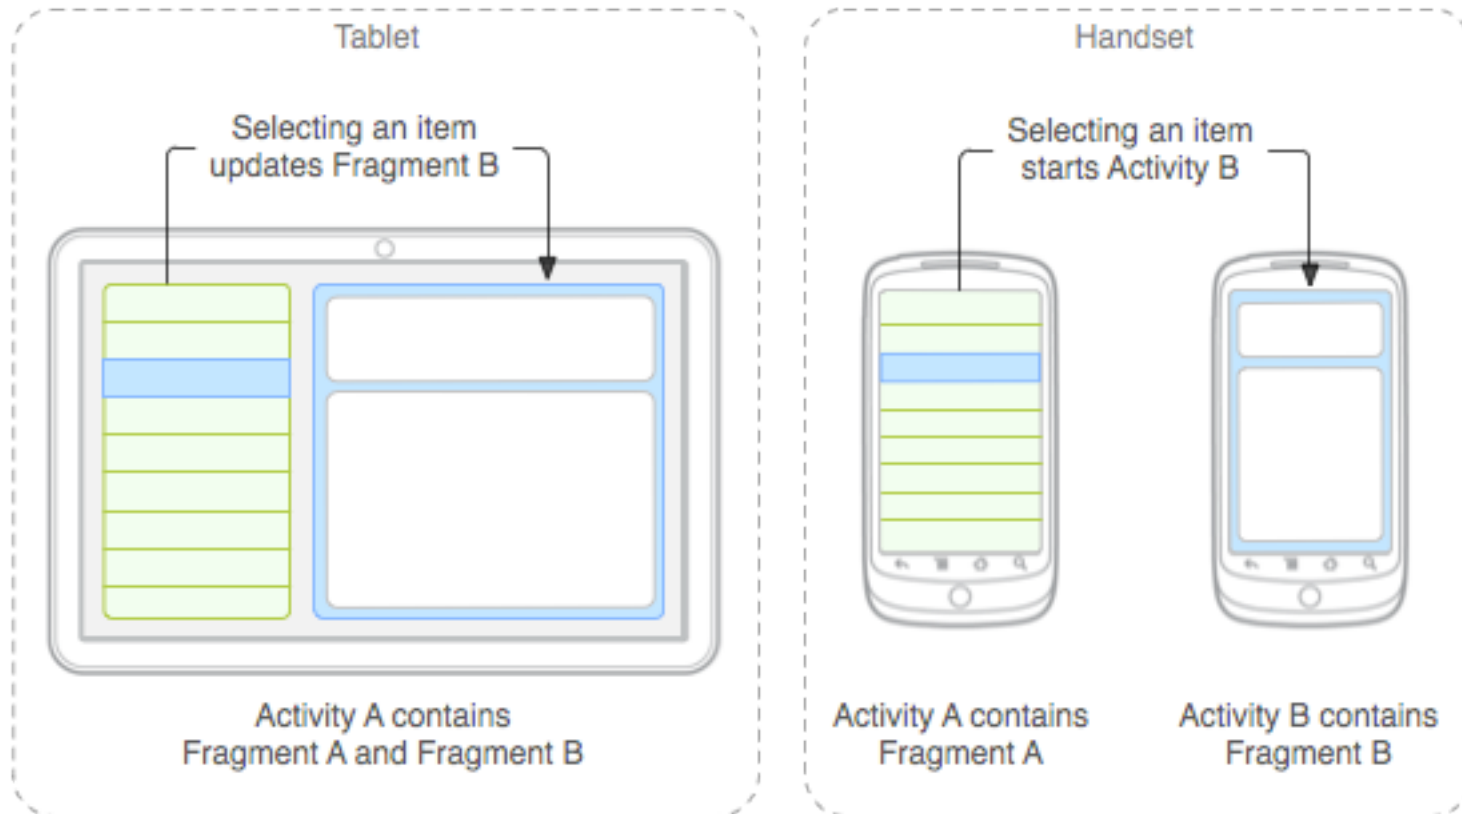 Tablet
Selecting an item
updates Fragment B
Activity A contains
Fragment A and Fragment B
Handset
Selecting an item
starts Activity B
Activity A contains
Fragment A
Activity B contains
Fragment B